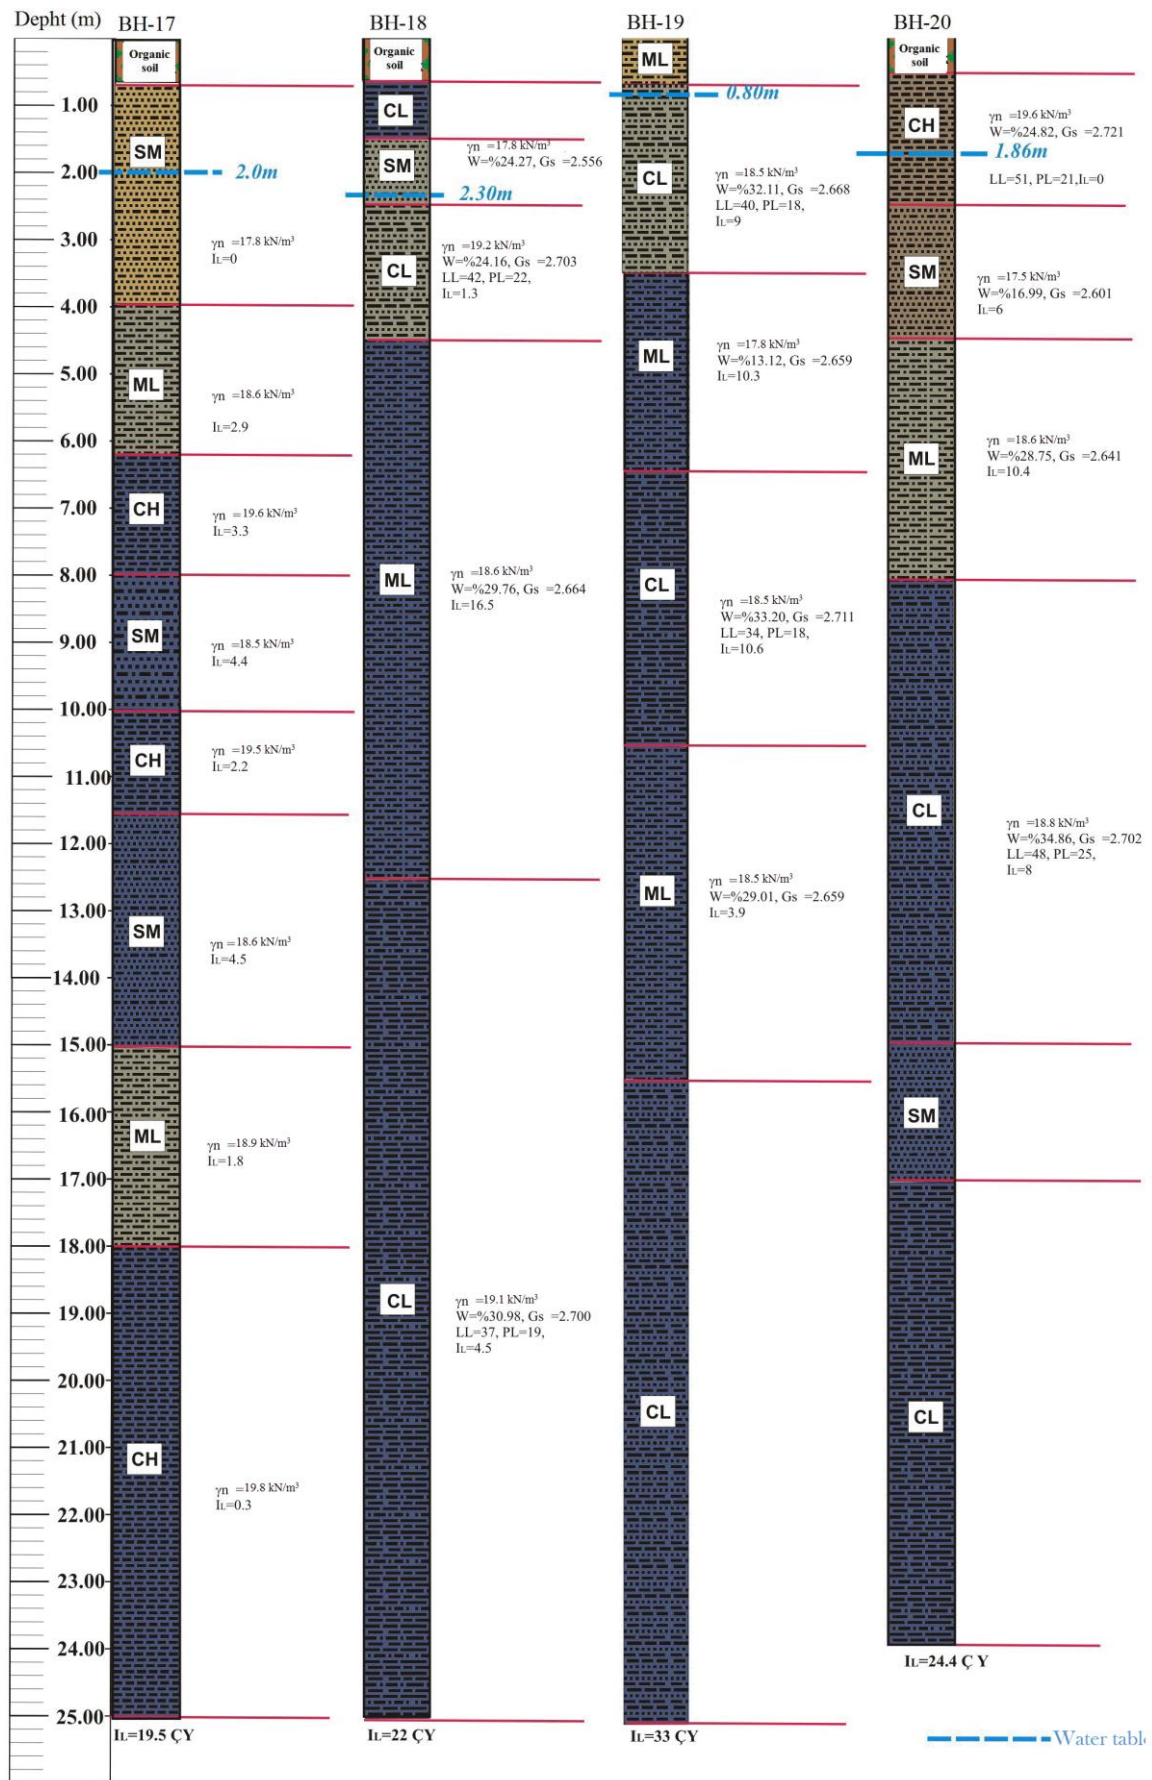 Depht (m)
BH-17
BH-18
BH-19
BH-20
1.00
2.00
3.00
4.00
5.00
6.00
7.00
8.00
9.00
10.00
11.00
12.00
13.00
14.00
15.00
16.00
17.00
18.00
19.00
20.00
21.00
22.00
23.00
24.00
25.00
Organic
soil
SM
2.0m
γn =17.8 kN/m³
IL=0
ML
γn =18.6 kN/m³
IL=2.9
CH
γn =19.6 kN/m³
IL=3.3
SM
γn =18.5 kN/m³
IL=4.4
CH
γn =19.5 kN/m³
IL=2.2
SM
γn =18.6 kN/m³
IL=4.5
ML
γn =18.9 kN/m³
IL=1.8
CH
γn =19.8 kN/m³
IL=0.3
IL=19.5 ÇY
Organic
soil
CL
SM
γn =17.8 kN/m³
W=%24.27, Gs =2.556
2.30m
CL
γn =19.2 kN/m³
W=%24.16, Gs =2.703
LL=42, PL=22,
IL=1.3
ML
γn =18.6 kN/m³
W=%29.76, Gs =2.664
IL=16.5
CL
γn =19.1 kN/m³
W=%30.98, Gs =2.700
LL=37, PL=19,
IL=4.5
IL=22 ÇY
ML
0.80m
CL
γn =18.5 kN/m³
W=%32.11, Gs =2.668
LL=40, PL=18,
IL=9
ML
γn =17.8 kN/m³
W=%13.12, Gs =2.659
IL=10.3
CL
γn =18.5 kN/m³
W=%33.20, Gs =2.711
LL=34, PL=18,
IL=10.6
ML
γn =18.5 kN/m³
W=%29.01, Gs =2.659
IL=3.9
CL
IL=33 ÇY
Organic
soil
CH
γn =19.6 kN/m³
W=%24.82, Gs =2.721
1.86m
LL=51, PL=21,IL=0
SM
γn =17.5 kN/m³
W=%16.99, Gs =2.601
IL=6
ML
γn =18.6 kN/m³
W=%28.75, Gs =2.641
IL=10.4
CL
γn =18.8 kN/m³
W=%34.86, Gs =2.702
LL=48, PL=25,
IL=8
SM
CL
IL=24.4 Ç Y
Water tabl